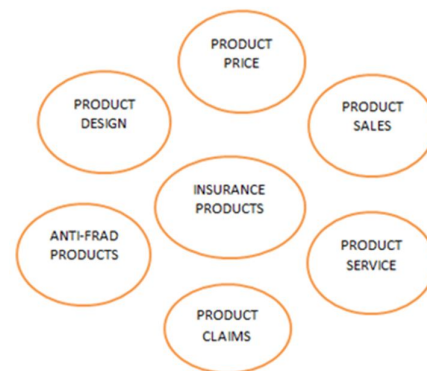 PRODUCT
PRICE
PRODUCT
DESIGN
PRODUCT
SALES
INSURANCE
PRODUCTS
ANTI-FRAD
PRODUCTS
PRODUCT
SERVICE
PRODUCT
CLAIMS